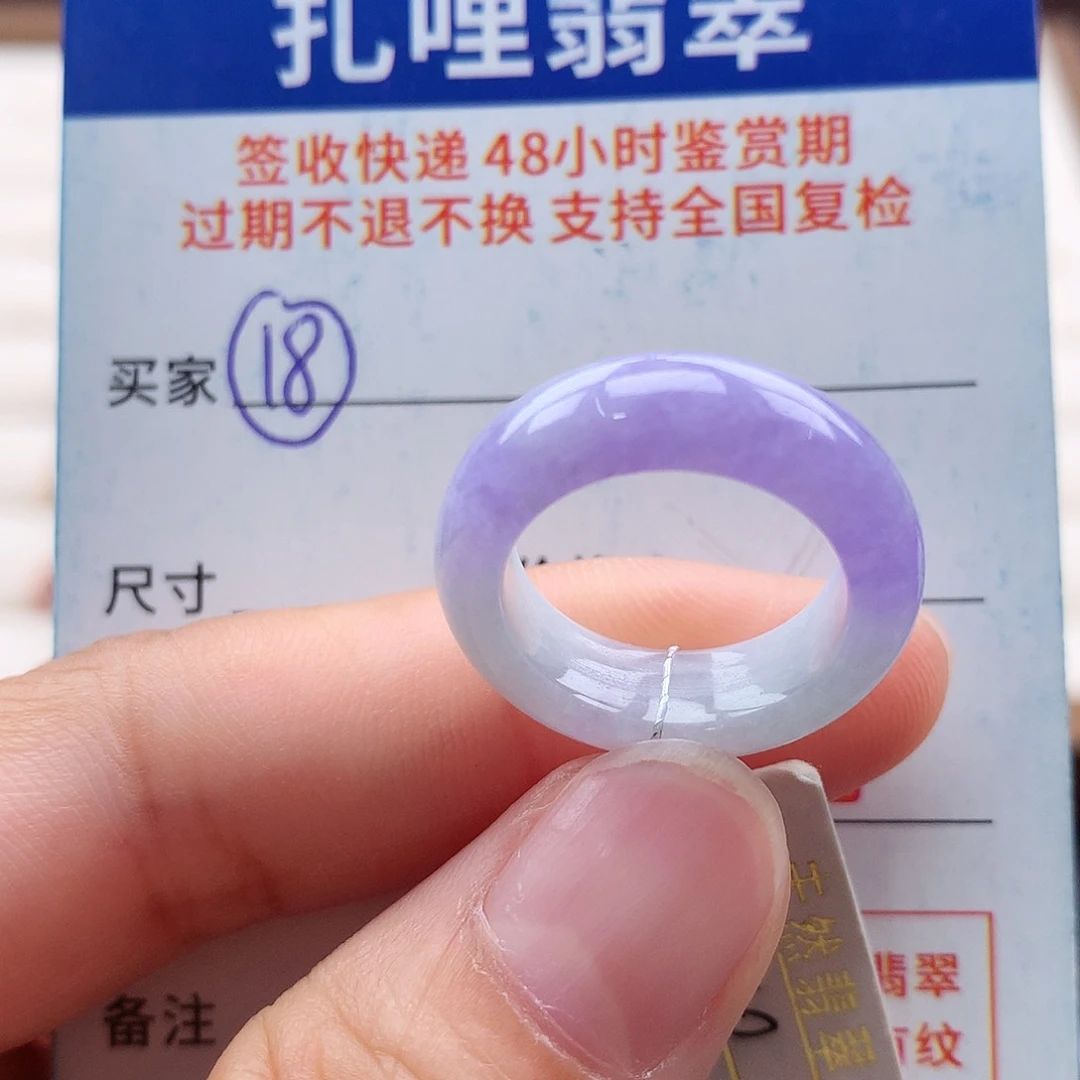 扎哩翡翠
签收快递 48小时鉴赏期
过期不退不换 支持全国复检
买家 18
尺寸
天然翡翠
翡翠
备注
有纹